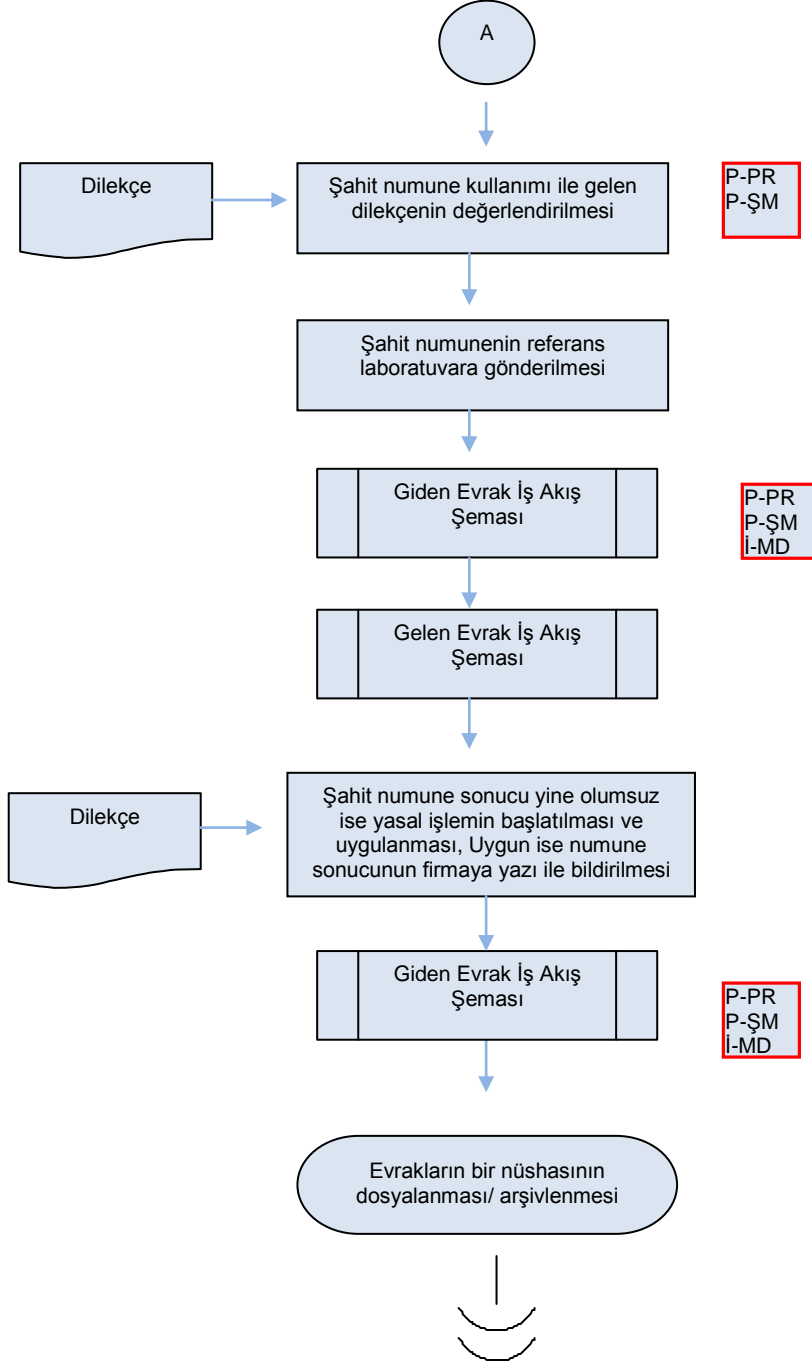 A
Dilekçe
Şahit numune kullanımı ile gelen
dilekçenin değerlendirilmesi
P-PR
P-ŞM
Şahit numunenin referans
laboratuvara gönderilmesi
Giden Evrak İş Akış
Şeması
P-PR
P-ŞM
İ-MD
Gelen Evrak İş Akış
Şeması
Dilekçe
Şahit numune sonucu yine olumsuz
ise yasal işlemin başlatılması ve
uygulanması, Uygun ise numune
sonucunun firmaya yazı ile bildirilmesi
Giden Evrak İş Akış
Şeması
P-PR
P-ŞM
İ-MD
Evrakların bir nüshasının
dosyalanması/ arşivlenmesi